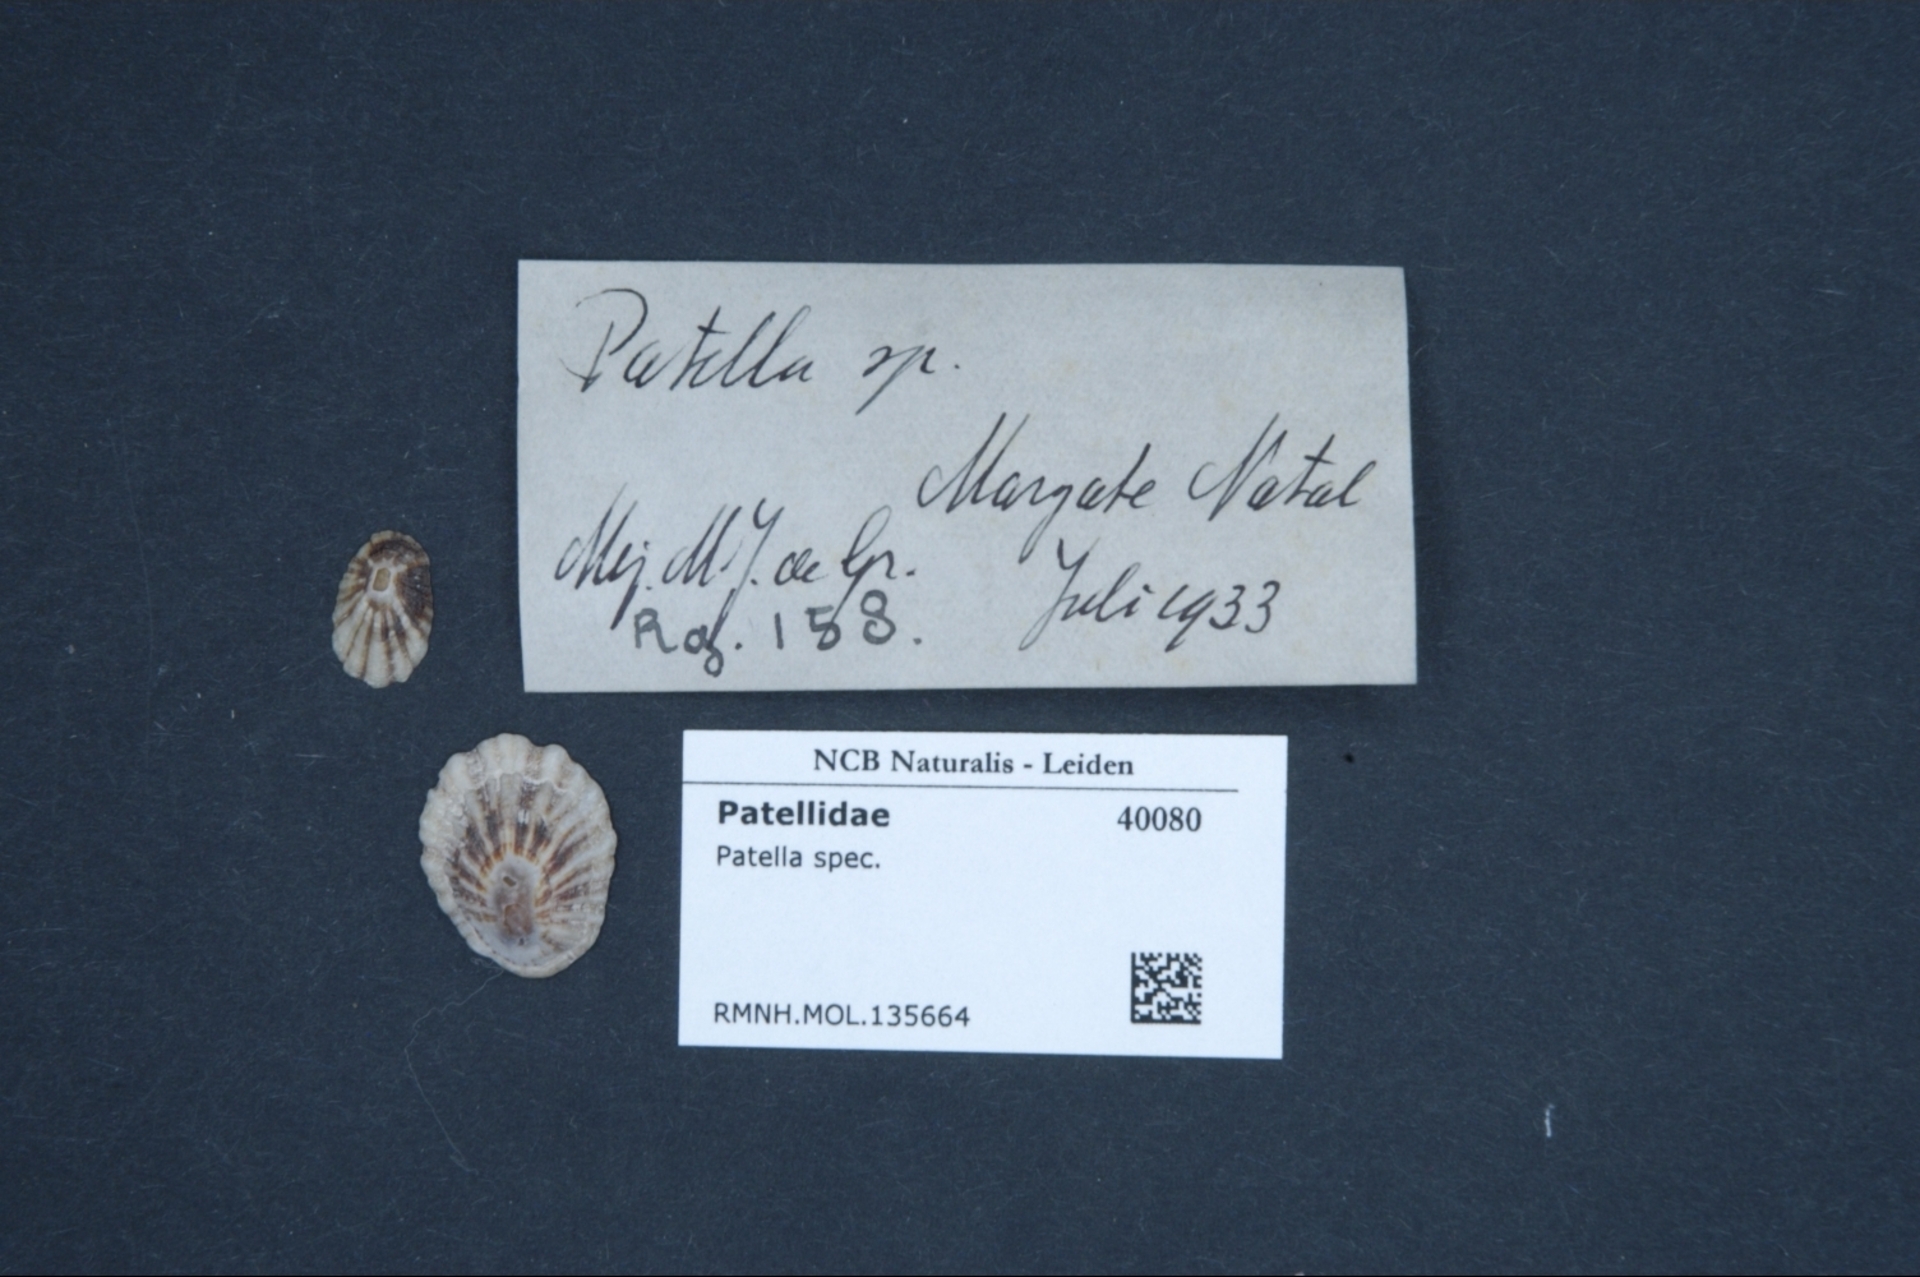 Patella sp.
Margate Natal
Mej. M.J. de Gr.
Juli 1933
Rg. 158.
NCB Naturalis - Leiden
Patellidae 40080
Patella spec.
RMNH.MOL.135664